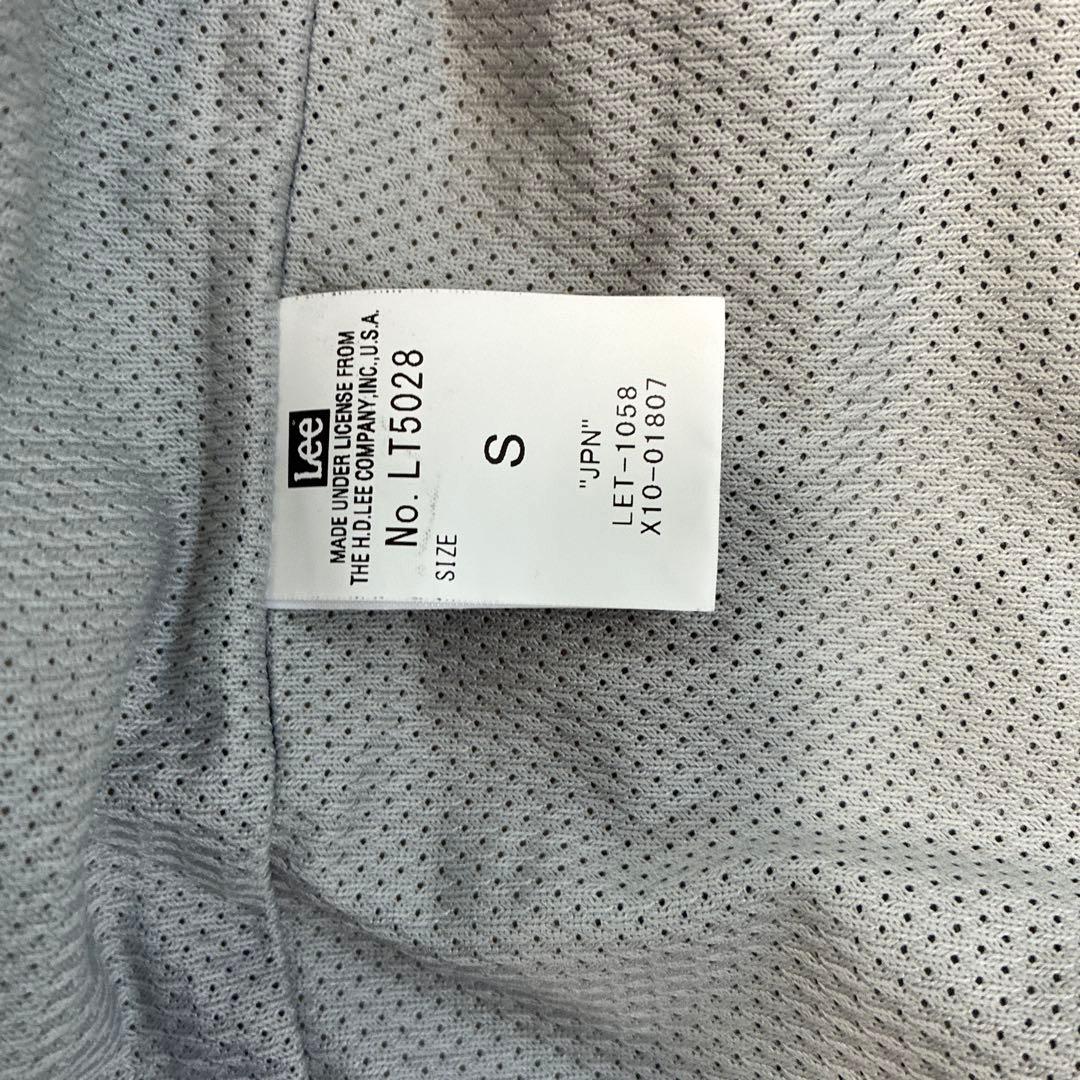 Lee
MADE UNDER LICENSE FROM
THE H.D.LEE COMPANY,INC.,U.S.A.
No. LT5028
SIZE
S
"JPN"
LET-1058
X10-01807